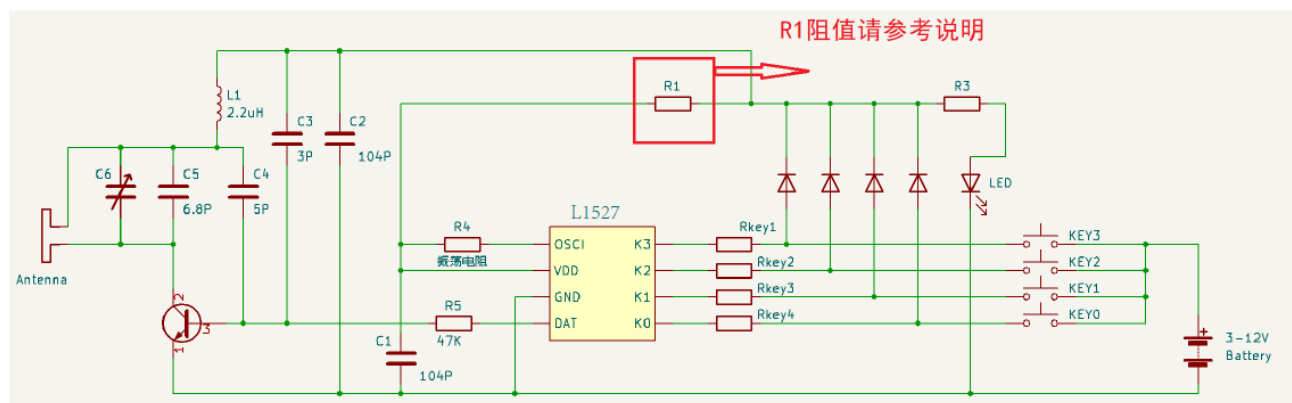 R1阻值请参考说明
R1
R3
L1
2.2uH
C3
3P
C2
104P
C6
C5
6.8P
C4
5P
LED
L1527
R4
振荡电阻
OSCI
VDD
GND
DAT
K3
K2
K1
K0
Rkey1
Rkey2
Rkey3
Rkey4
KEY3
KEY2
KEY1
KEY0
Antenna
2
3
1
R5
47K
C1
104P
+
3-12V
Battery